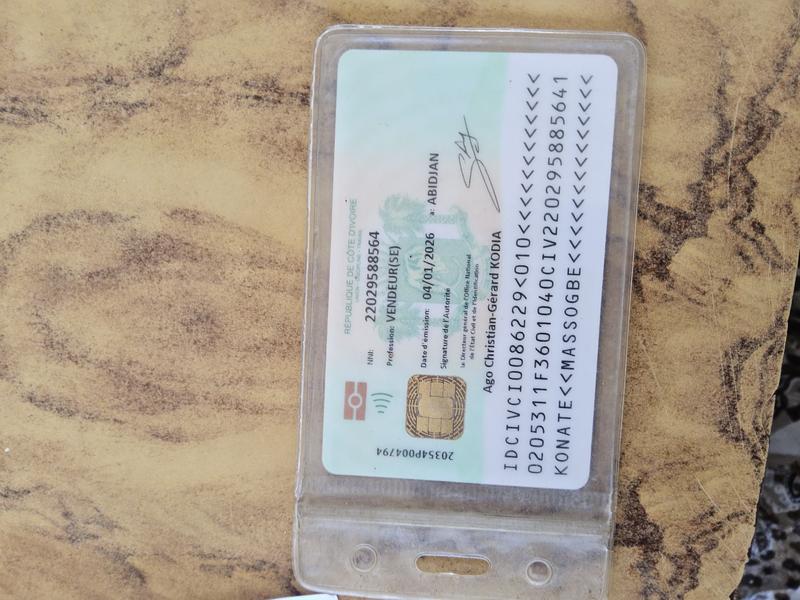 RÉPUBLIQUE DE CÔTE D'IVOIRE
NNI: 22029588564
Profession: VENDEUR(SE)
Date d'émission: 04/01/2026 à: ABIDJAN
Signature de l'Autorité
le Directeur général de l'Office National
de l'État Civil et de l'Identification
Ago Christian-Gérard KODIA
20354P004794
IDCIVCI0086229<010<<<<<<<<<<<<
0205311F3601040CIV220295885641
KONATE<<MASSOGBE<<<<<<<<<<<<<<